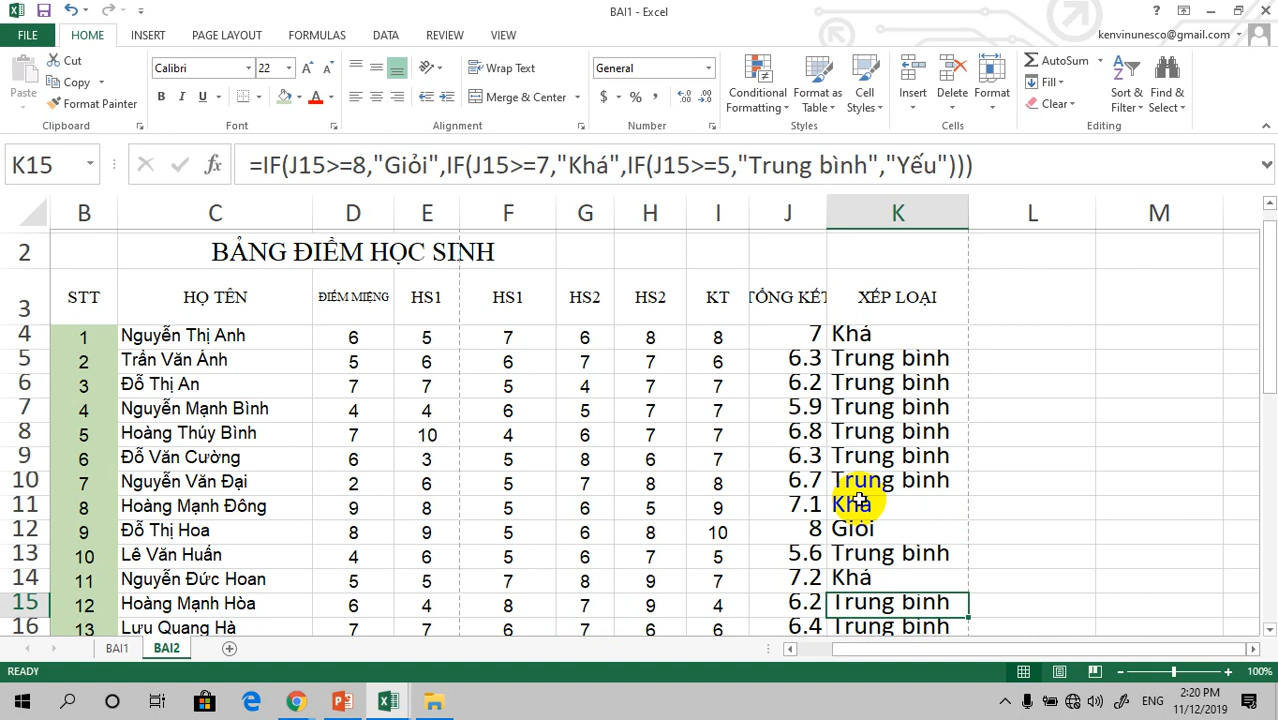 BAI1 - Excel
FILE HOME INSERT PAGE LAYOUT FORMULAS DATA REVIEW VIEW kenvinunesco@gmail.com
Paste Cut Calibri 22 Wrap Text General Conditional Formatting Format as Table Cell Styles Insert Delete Format AutoSum Sort & Filter Find & Select
Copy Fill
Format Painter B I U Merge & Center $ % , Clear
Clipboard Font Alignment Number Styles Cells Editing
K15 fx =IF(J15>=8,"Giỏi",IF(J15>=7,"Khá",IF(J15>=5,"Trung bình","Yếu")))
B C D E F G H I J K L M
2 BẢNG ĐIỂM HỌC SINH
3 STT HỌ TÊN ĐIỂM MIỆNG HS1 HS1 HS2 HS2 KT TỔNG KẾT XẾP LOẠI
4 1 Nguyễn Thị Anh 6 5 7 6 8 8 7 Khá
5 2 Trần Văn Ảnh 5 6 6 7 7 6 6.3 Trung bình
6 3 Đỗ Thị An 7 7 5 4 7 7 6.2 Trung bình
7 4 Nguyễn Mạnh Bình 4 4 6 5 7 7 5.9 Trung bình
8 5 Hoàng Thúy Bình 7 10 4 6 7 7 6.8 Trung bình
9 6 Đỗ Văn Cường 6 3 5 8 6 7 6.3 Trung bình
10 7 Nguyễn Văn Đại 2 6 5 7 8 8 6.7 Trung bình
11 8 Hoàng Mạnh Đông 9 8 5 6 5 9 7.1 Khá
12 9 Đỗ Thị Hoa 8 9 5 6 8 10 8 Giỏi
13 10 Lê Văn Huấn 4 6 5 6 7 5 5.6 Trung bình
14 11 Nguyễn Đức Hoan 5 5 7 8 9 7 7.2 Khá
15 12 Hoàng Mạnh Hòa 6 4 8 7 9 4 6.2 Trung bình
16 13 Lưu Quang Hà 7 7 6 7 6 6 6.4 Trung bình
BAI1 BAI2
READY 100%
ENG 2:20 PM
11/12/2019